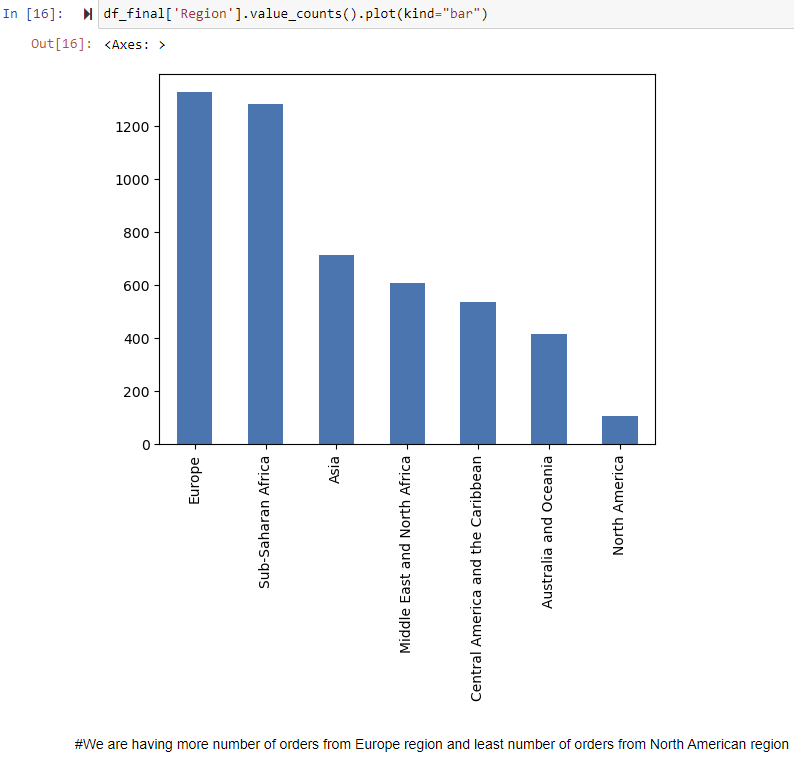 In [16]: df_final['Region'].value_counts().plot(kind="bar")
Out[16]: <Axes: >
1200
1000
800
600
400
200
0
Europe
Sub-Saharan Africa
Asia
Middle East and North Africa
Central America and the Caribbean
Australia and Oceania
North America
#We are having more number of orders from Europe region and least number of orders from North American region